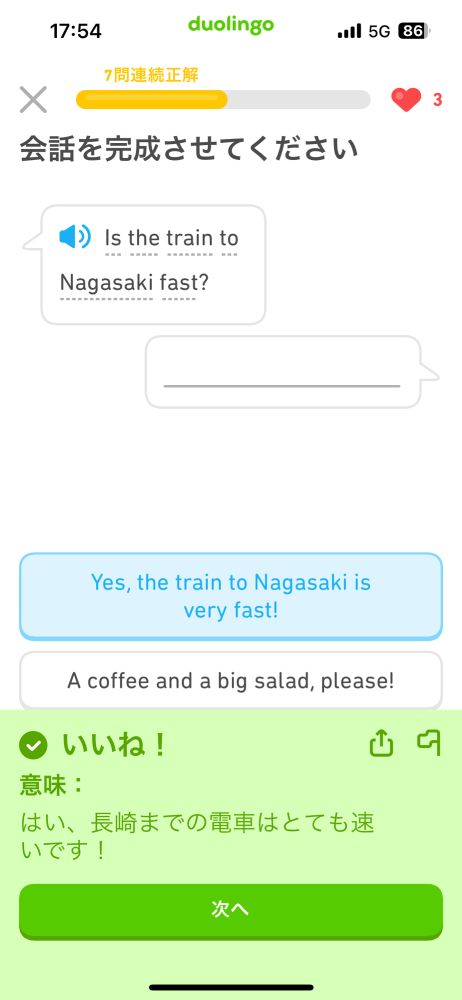 17:54
duolingo
5G 86
7問連続正解
3
会話を完成させてください
Is the train to
Nagasaki fast?
Yes, the train to Nagasaki is
very fast!
A coffee and a big salad, please!
いいね！
意味：
はい、長崎までの電車はとても速
いです！
次へ